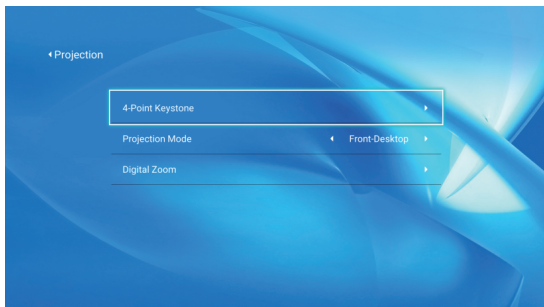 Projection
4-Point Keystone
Projection Mode Front-Desktop
Digital Zoom